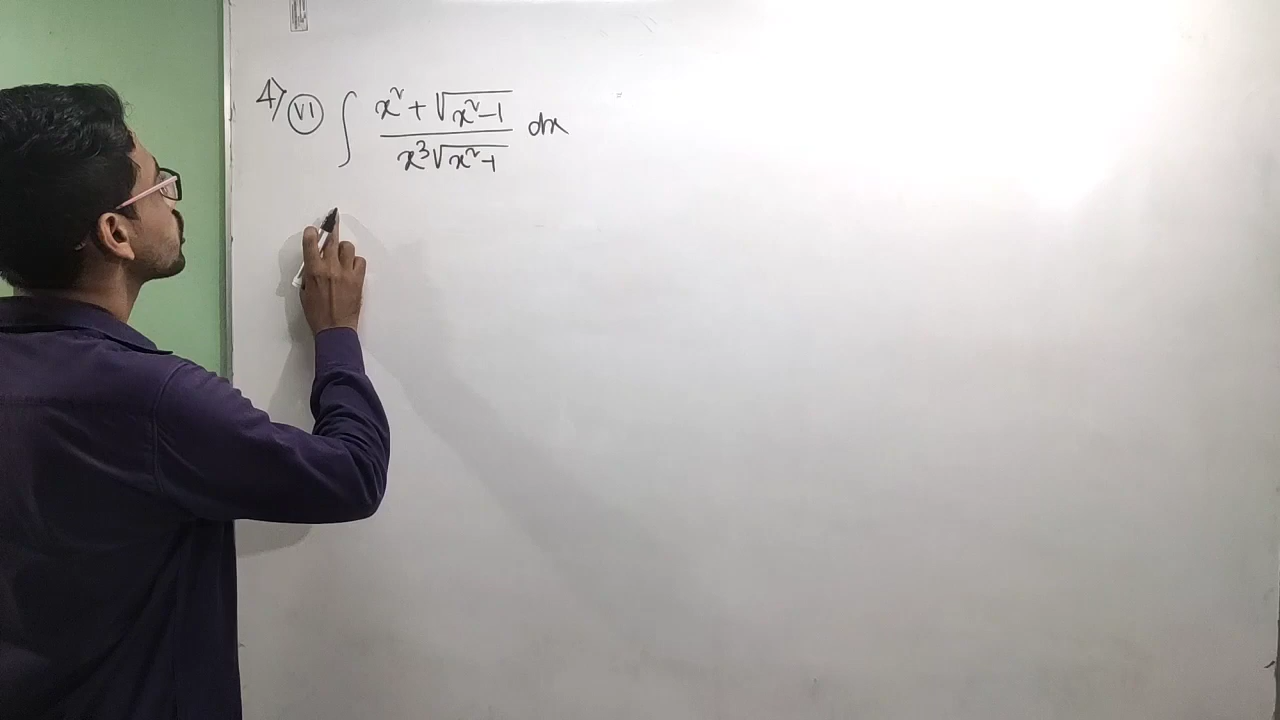 4) (VI) ∫ (x² + √(x²-1)) / (x³√(x²-1)) dx